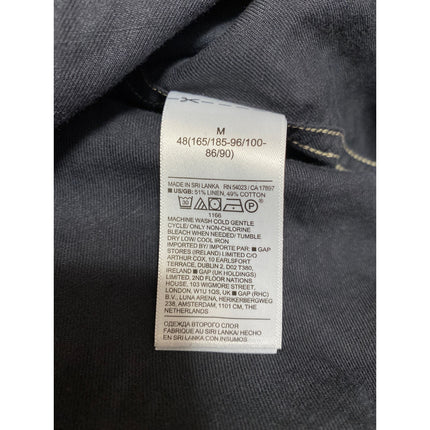 M
48(165/185-96/100-
86/90)
MADE IN SRI LANKA RN 54023 / CA 17897
■ US/GB: 51% LINEN, 49% COTTON
30
1166
MACHINE WASH COLD GENTLE
CYCLE/ ONLY NON-CHLORINE
BLEACH WHEN NEEDED/ TUMBLE
DRY LOW/ COOL IRON
IMPORTED BY/ IMPORTE PAR: ■ GAP
STORES (IRELAND) LIMITED C/O
ARTHUR COX, 10 EARLSFORT
TERRACE, DUBLIN 2, D02 T380,
IRELAND ■ GAP (UK HOLDINGS)
LIMITED, 2ND FLOOR NATIONS
HOUSE, 103 WIGMORE STREET,
LONDON, W1U 1QS, UK ■ GAP (RHC)
B.V./ LUNA ARENA, HERIKERBERGWEG
238, AMSTERDAM, 1101 CM, THE
NETHERLANDS
ОДЕЖДА ВТОРОГО СЛОЯ
FABRIQUE AU SRI LANKA/ HECHO
EN SRI LANKA CON INSUMOS